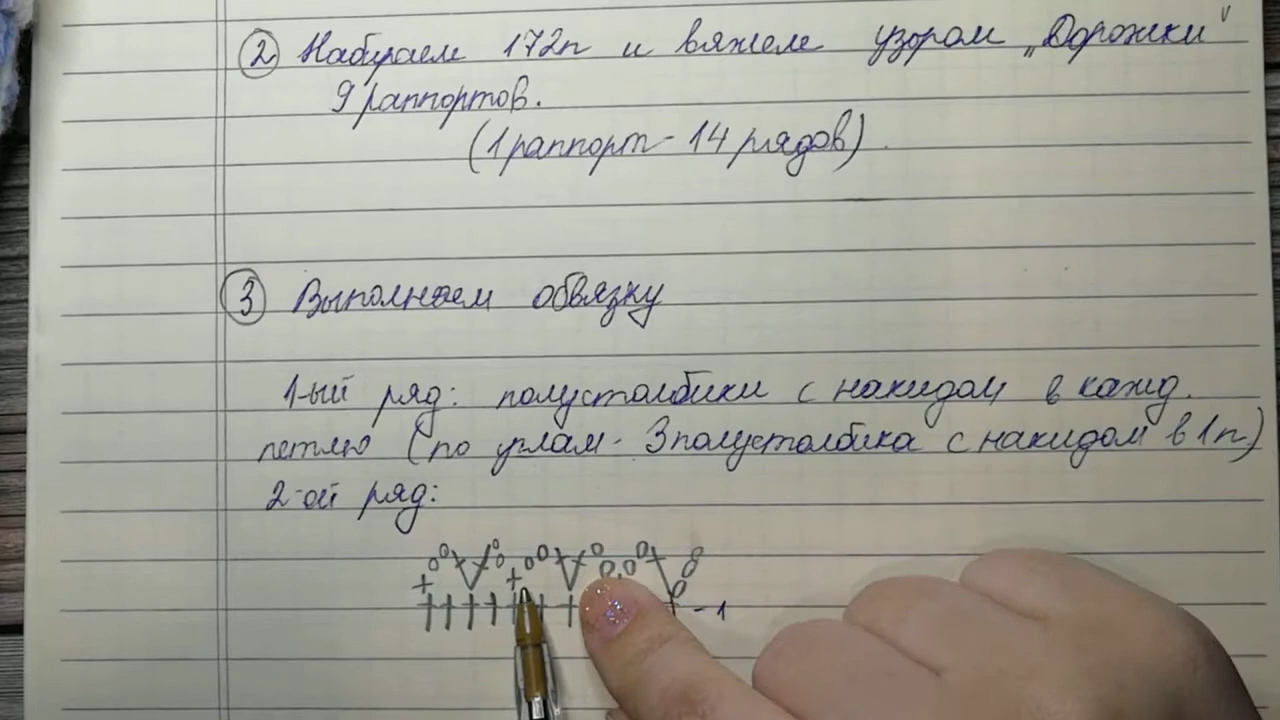 2 Набираем 172п и вяжем узором „Дорожки"
9 раппортов.
(1 раппорт - 14 рядов)
3 Выполняем обвязку
1-ый ряд: полустолбики с накидом в кажд.
петлю (по углам - 3 полустолбика с накидом в 1п)
2-ой ряд:
- 1